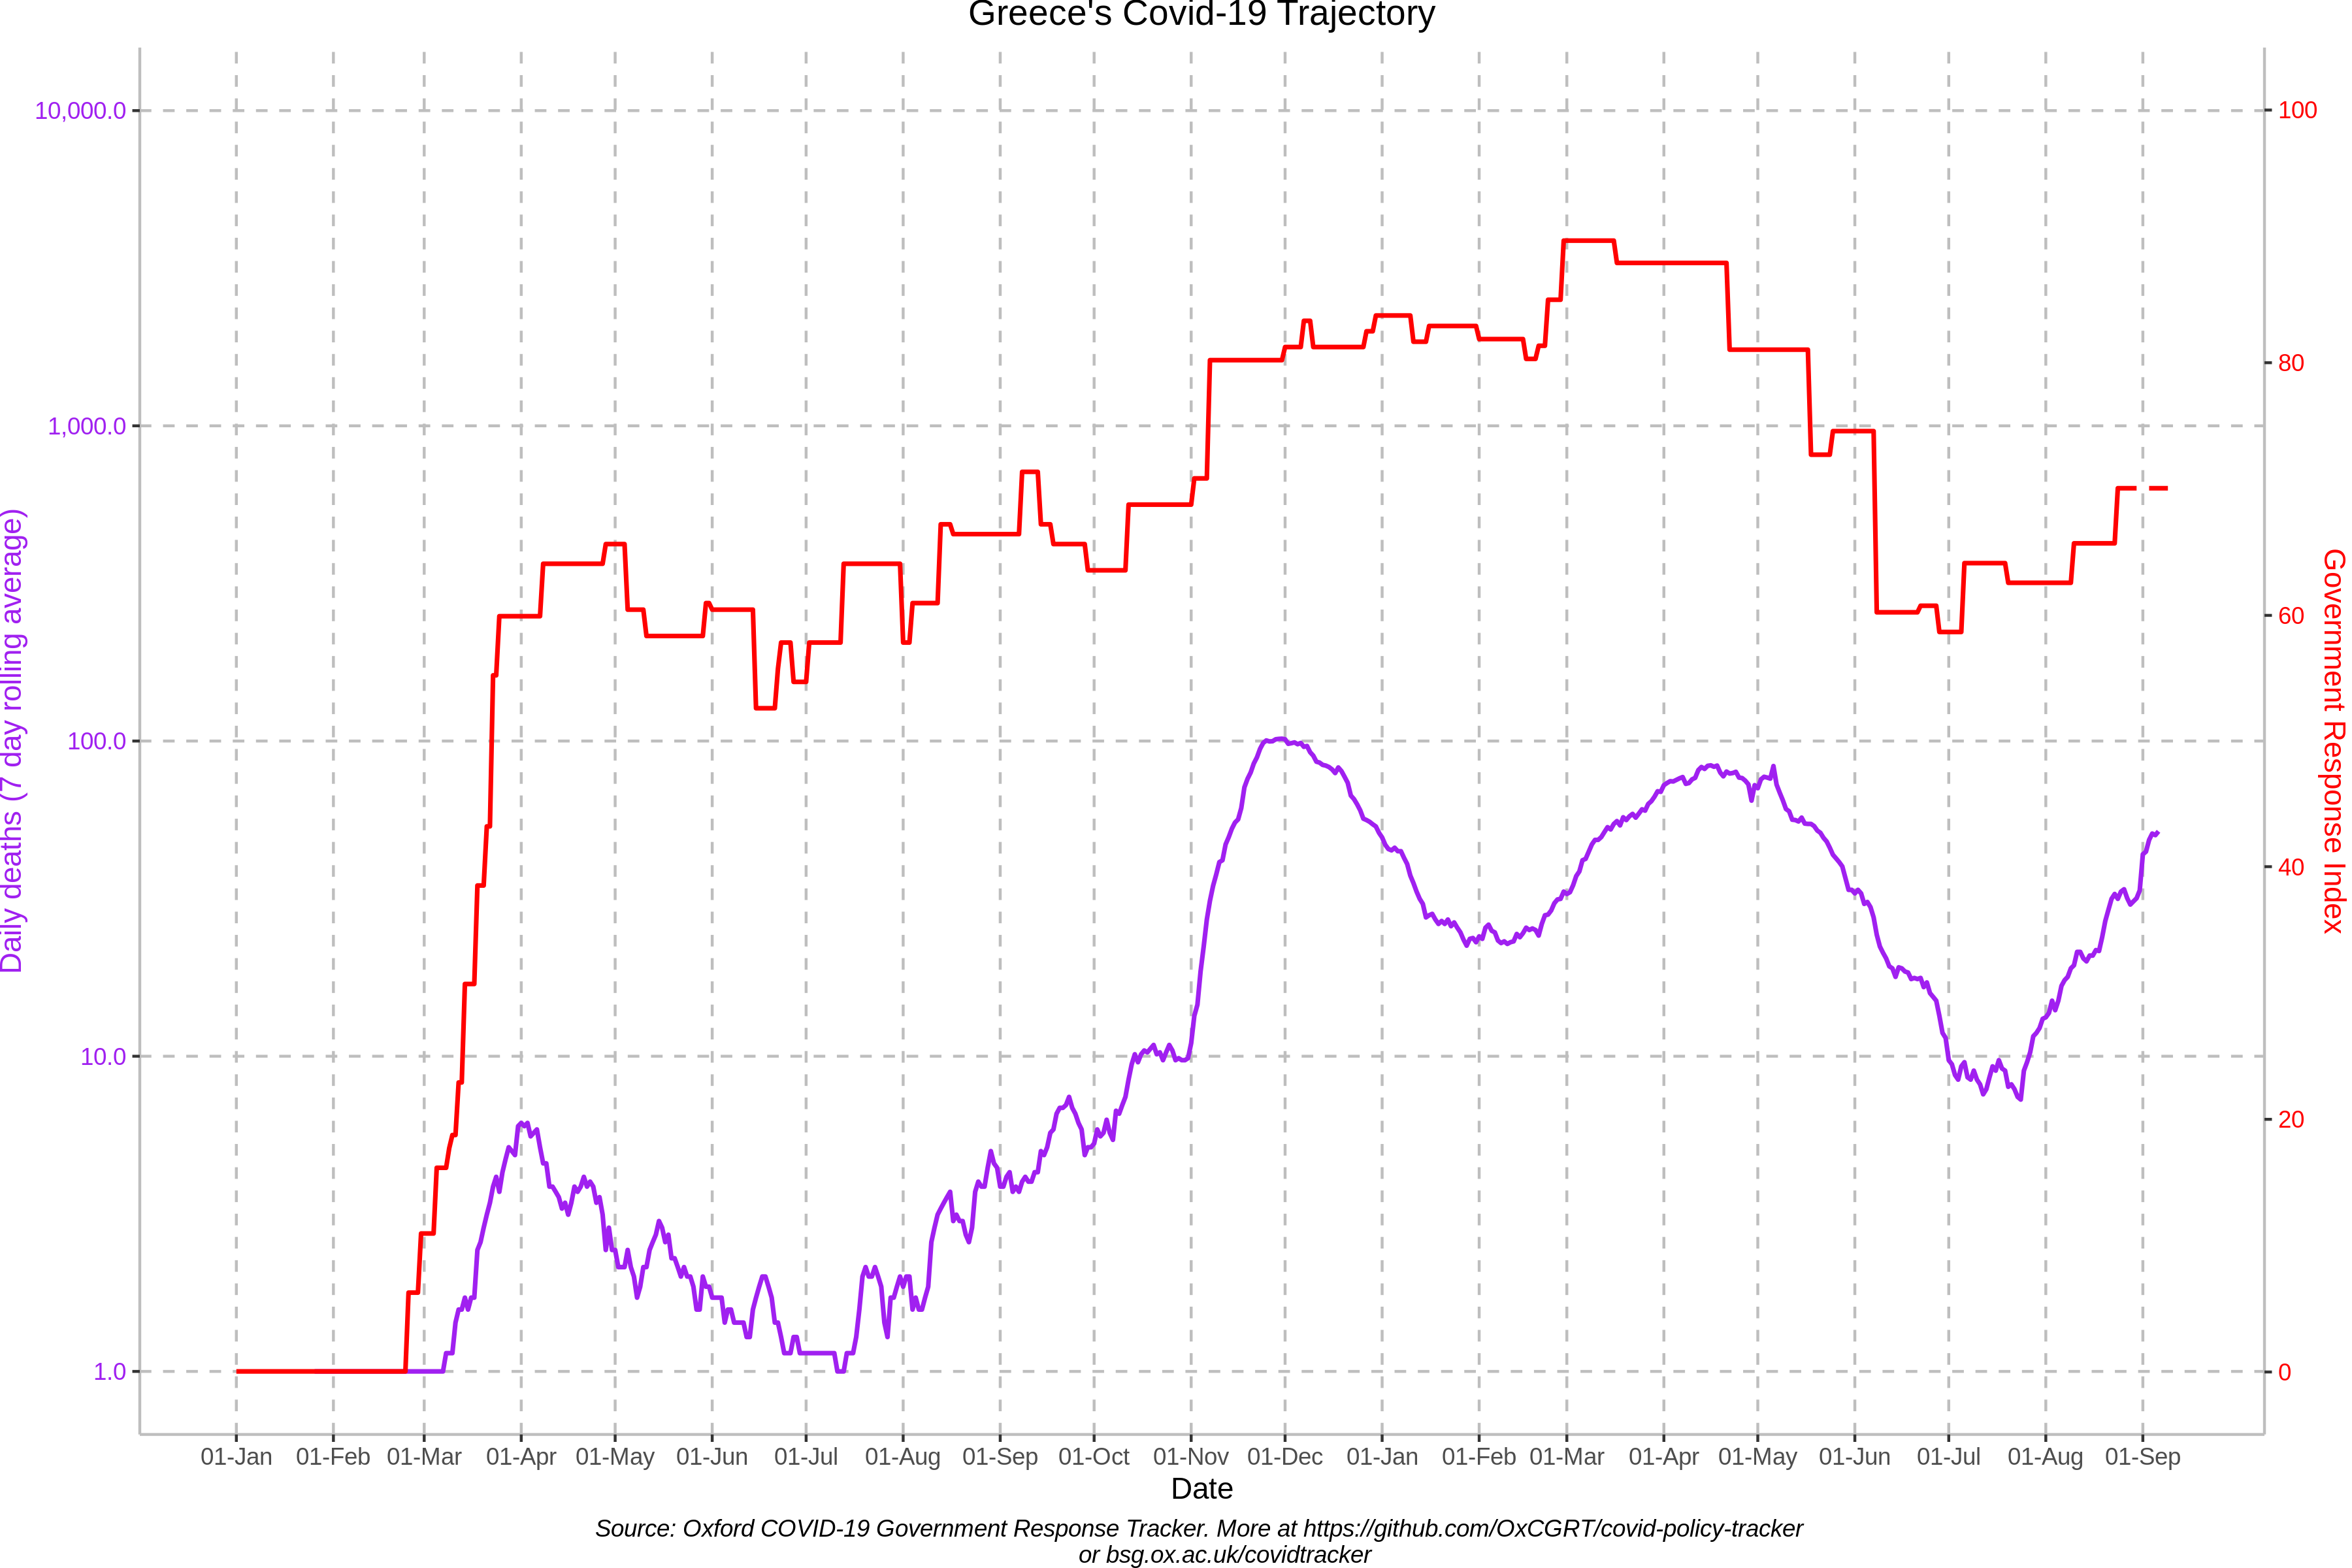 Greece's Covid-19 Trajectory
10,000.0
1,000.0
100.0
10.0
1.0
Daily deaths (7 day rolling average)
100
80
60
40
20
0
Government Response Index
01-Jan 01-Feb 01-Mar 01-Apr 01-May 01-Jun 01-Jul 01-Aug 01-Sep 01-Oct 01-Nov 01-Dec 01-Jan 01-Feb 01-Mar 01-Apr 01-May 01-Jun 01-Jul 01-Aug 01-Sep
Date
Source: Oxford COVID-19 Government Response Tracker. More at https://github.com/OxCGRT/covid-policy-tracker
or bsg.ox.ac.uk/covidtracker